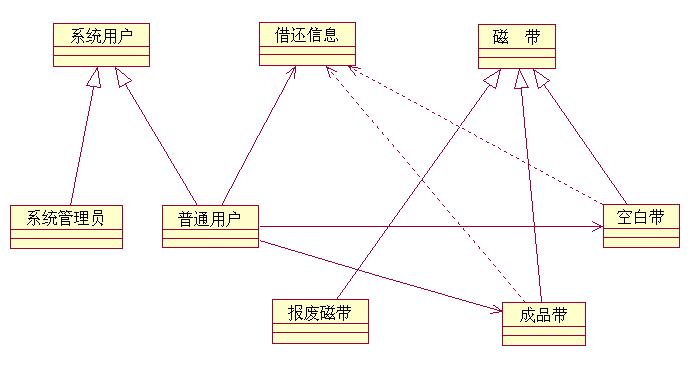 系统用户
借还信息
磁 带
系统管理员
普通用户
空白带
报废磁带
成品带